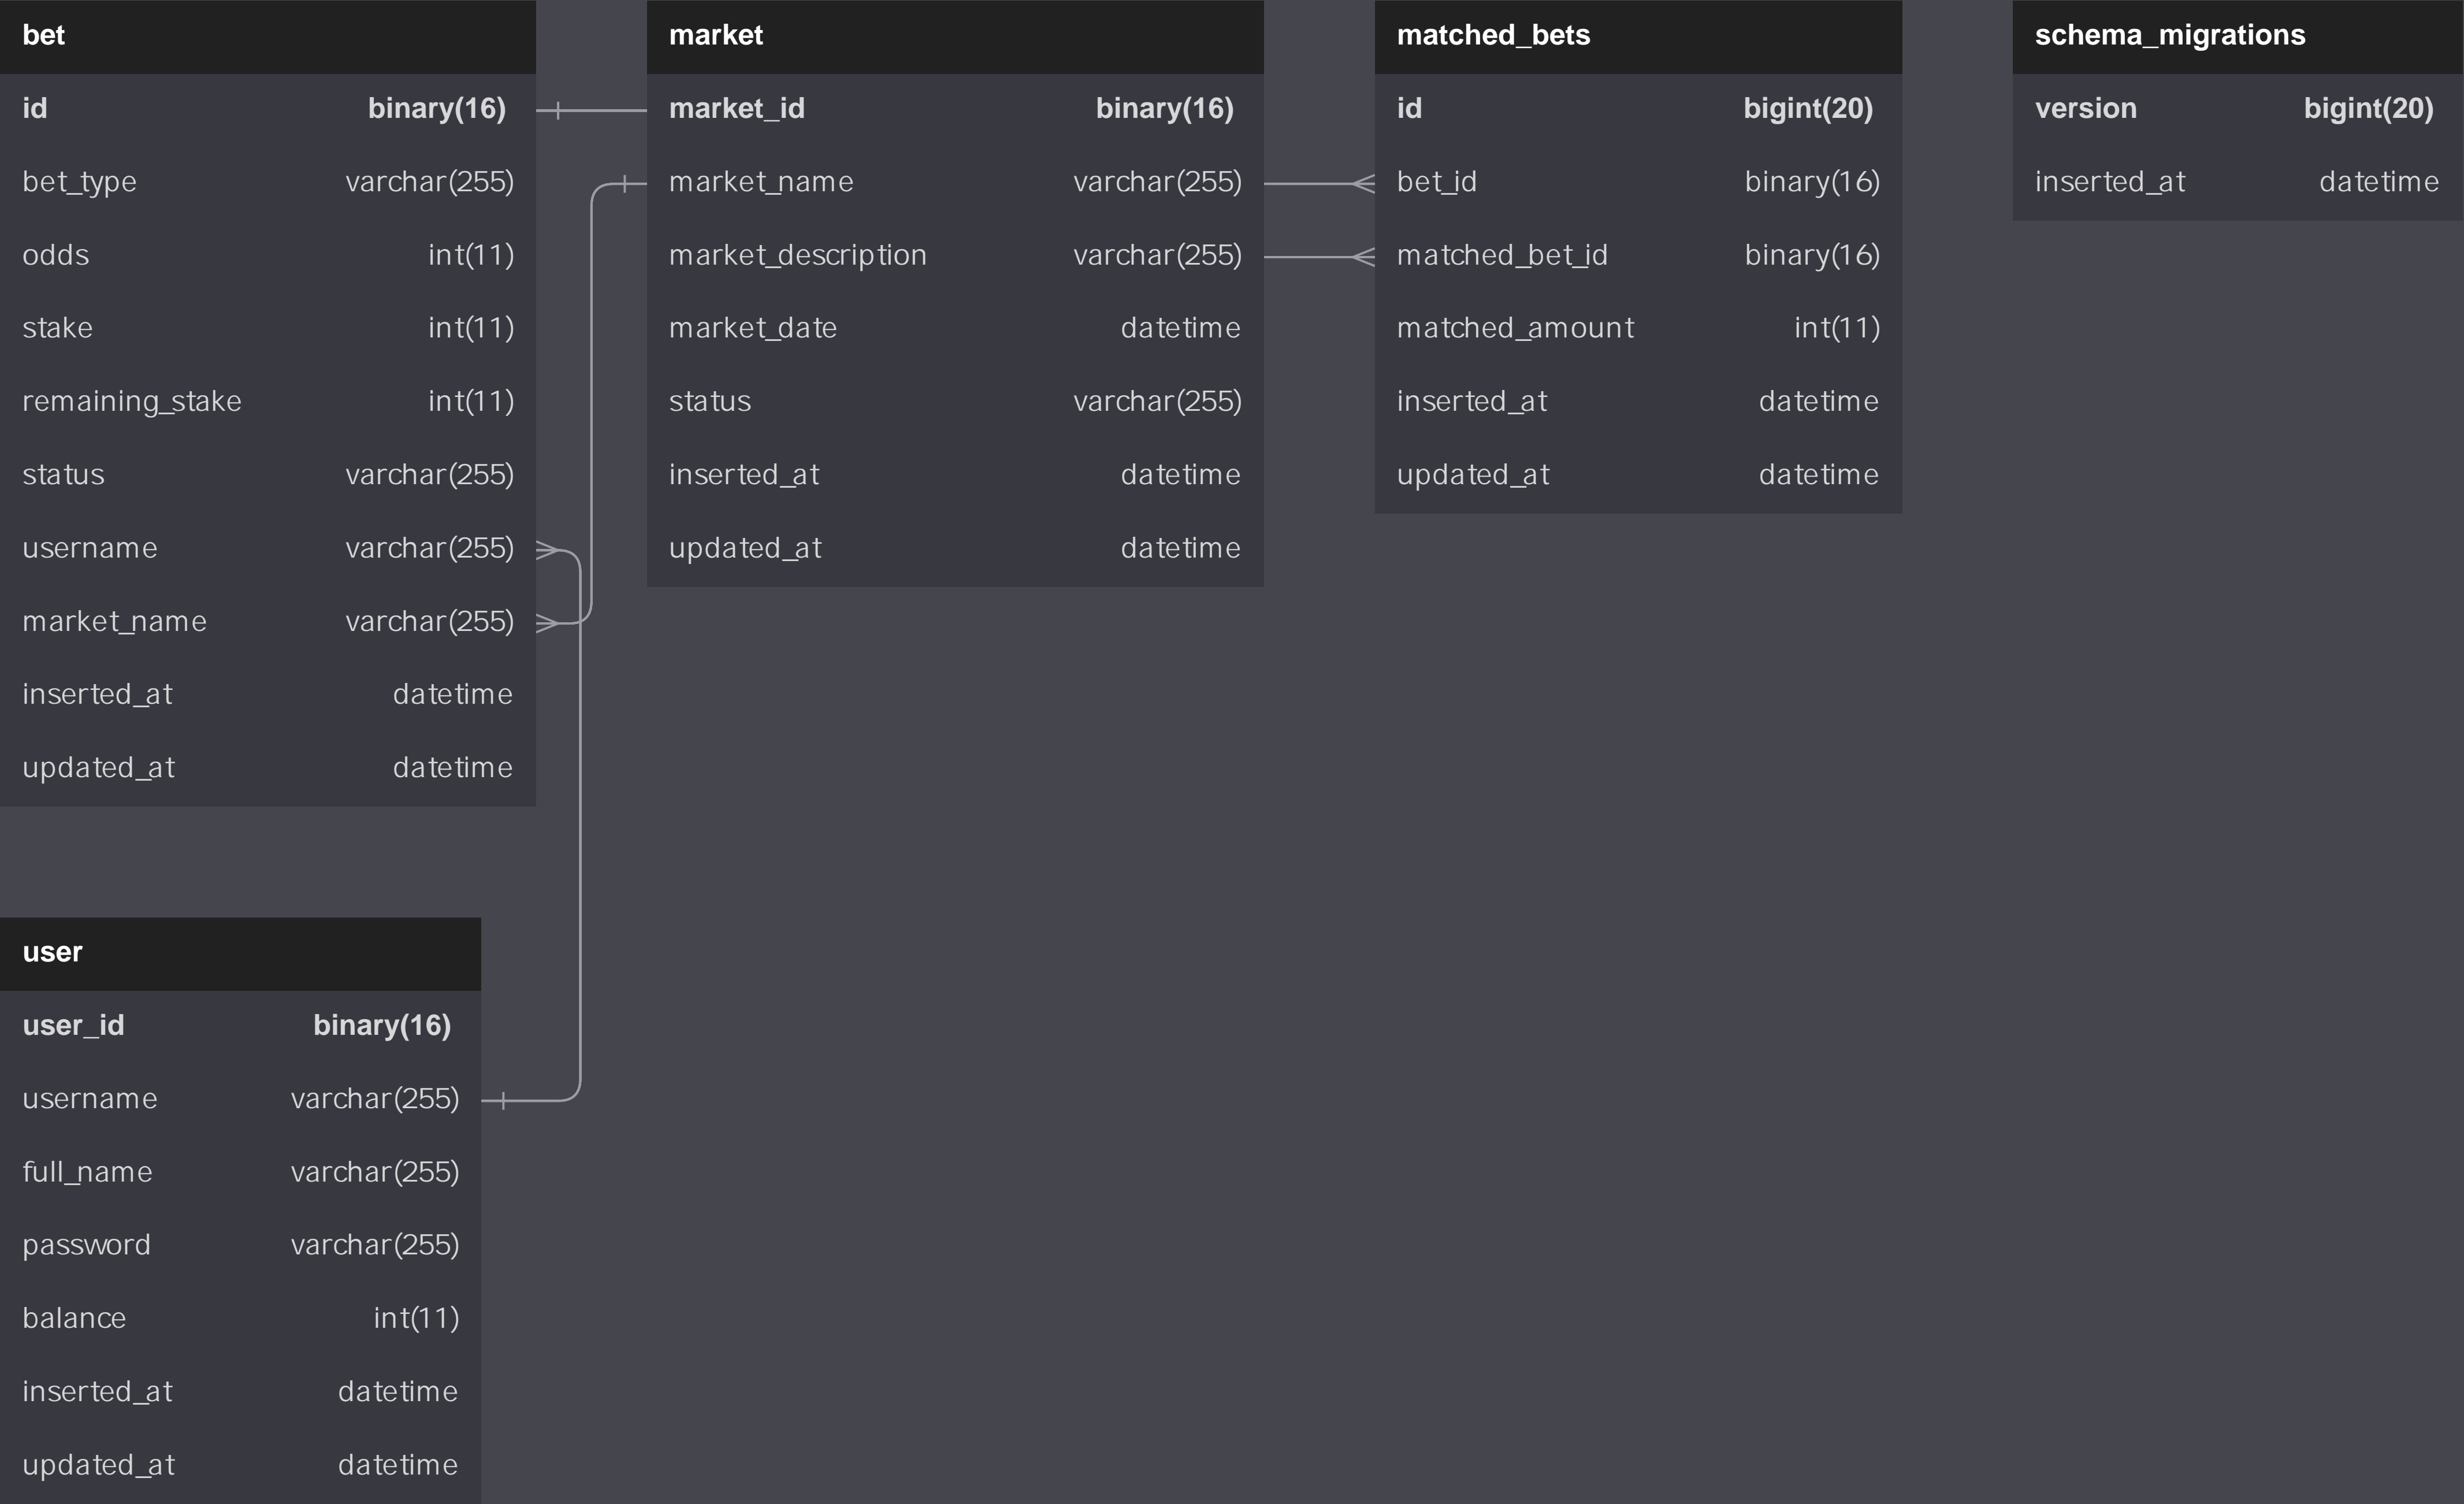 bet
id binary(16)
bet_type varchar(255)
odds int(11)
stake int(11)
remaining_stake int(11)
status varchar(255)
username varchar(255)
market_name varchar(255)
inserted_at datetime
updated_at datetime
market
market_id binary(16)
market_name varchar(255)
market_description varchar(255)
market_date datetime
status varchar(255)
inserted_at datetime
updated_at datetime
matched_bets
id bigint(20)
bet_id binary(16)
matched_bet_id binary(16)
matched_amount int(11)
inserted_at datetime
updated_at datetime
schema_migrations
version bigint(20)
inserted_at datetime
user
user_id binary(16)
username varchar(255)
full_name varchar(255)
password varchar(255)
balance int(11)
inserted_at datetime
updated_at datetime